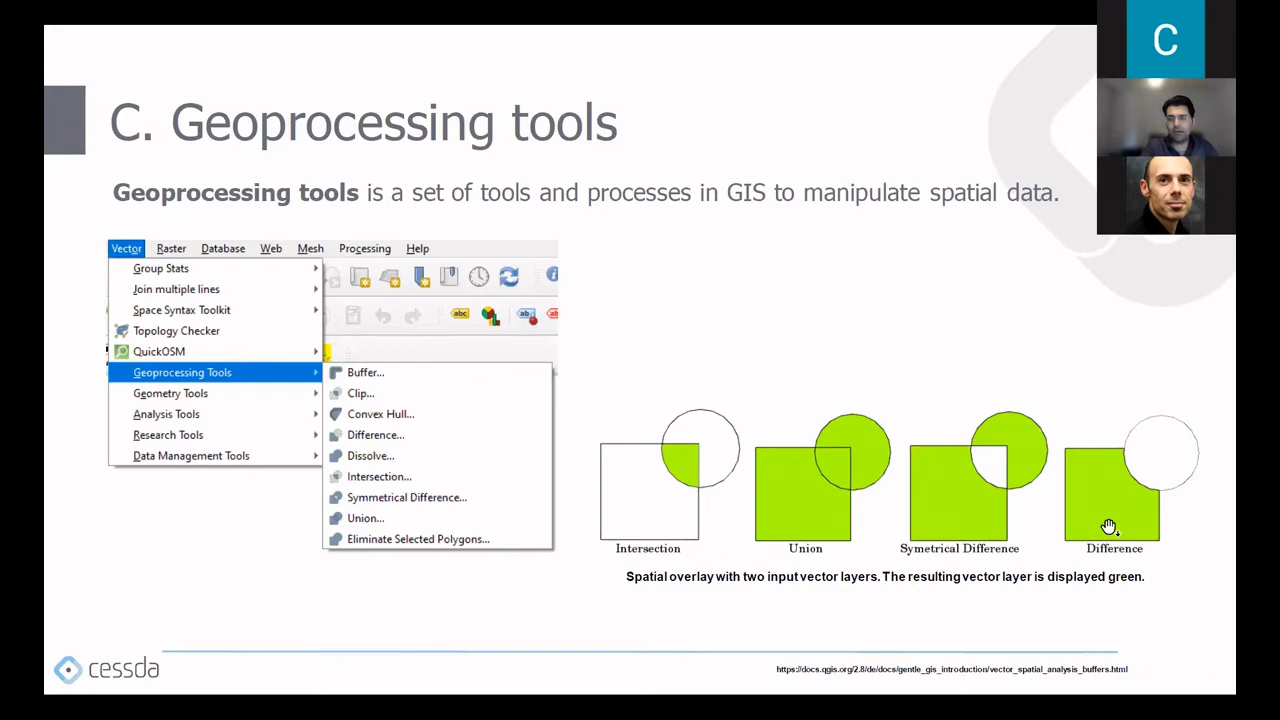 C
C. Geoprocessing tools
Geoprocessing tools is a set of tools and processes in GIS to manipulate spatial data.
Vector Raster Database Web Mesh Processing Help
Group Stats
Join multiple lines
Space Syntax Toolkit
abc ab
Topology Checker
QuickOSM
Geoprocessing Tools
Geometry Tools
Analysis Tools
Research Tools
Data Management Tools
Buffer...
Clip...
Convex Hull...
Difference...
Dissolve...
Intersection...
Symmetrical Difference...
Union...
Eliminate Selected Polygons...
Intersection Union Symetrical Difference Difference
Spatial overlay with two input vector layers. The resulting vector layer is displayed green.
cessda
https://docs.qgis.org/2.8/de/docs/gentle_gis_introduction/vector_spatial_analysis_buffers.html